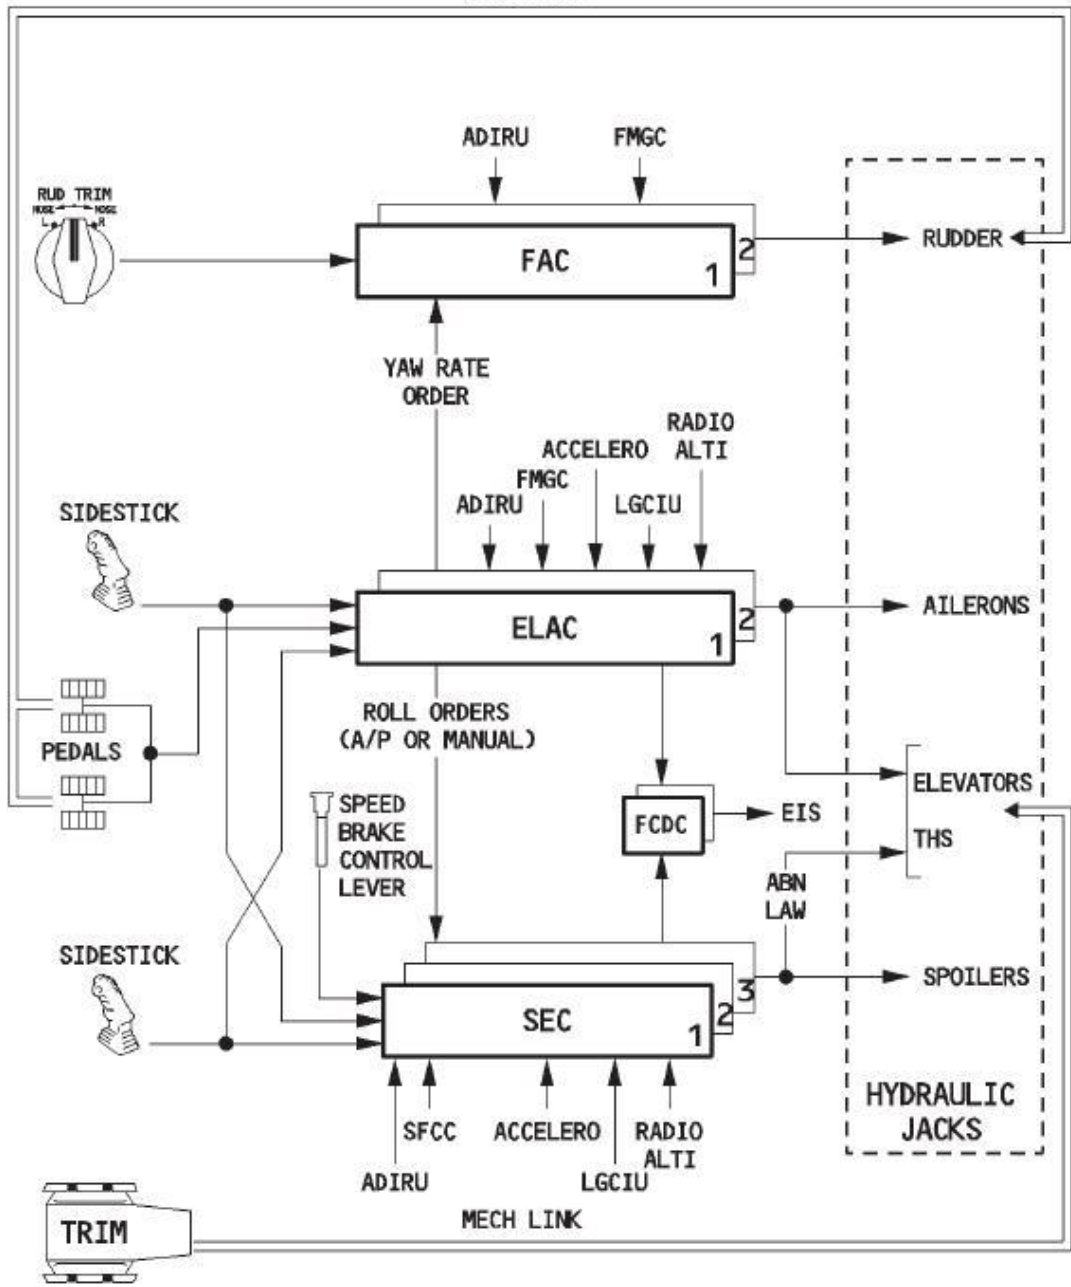 ADIRU
FMGC
RUD TRIM
NOSE NOSE
L R
FAC
1
2
RUDDER
YAW RATE
ORDER
RADIO
ALTI
ACCELERO
FMGC
ADIRU
LGCIU
SIDESTICK
ELAC
1
2
AILERONS
ROLL ORDERS
(A/P OR MANUAL)
PEDALS
SPEED
BRAKE
CONTROL
LEVER
FCDC
EIS
ELEVATORS
THS
ABN
LAW
SIDESTICK
SEC
1
2
3
SPOILERS
SFCC
ACCELERO
RADIO
ALTI
ADIRU
LGCIU
HYDRAULIC
JACKS
MECH LINK
TRIM